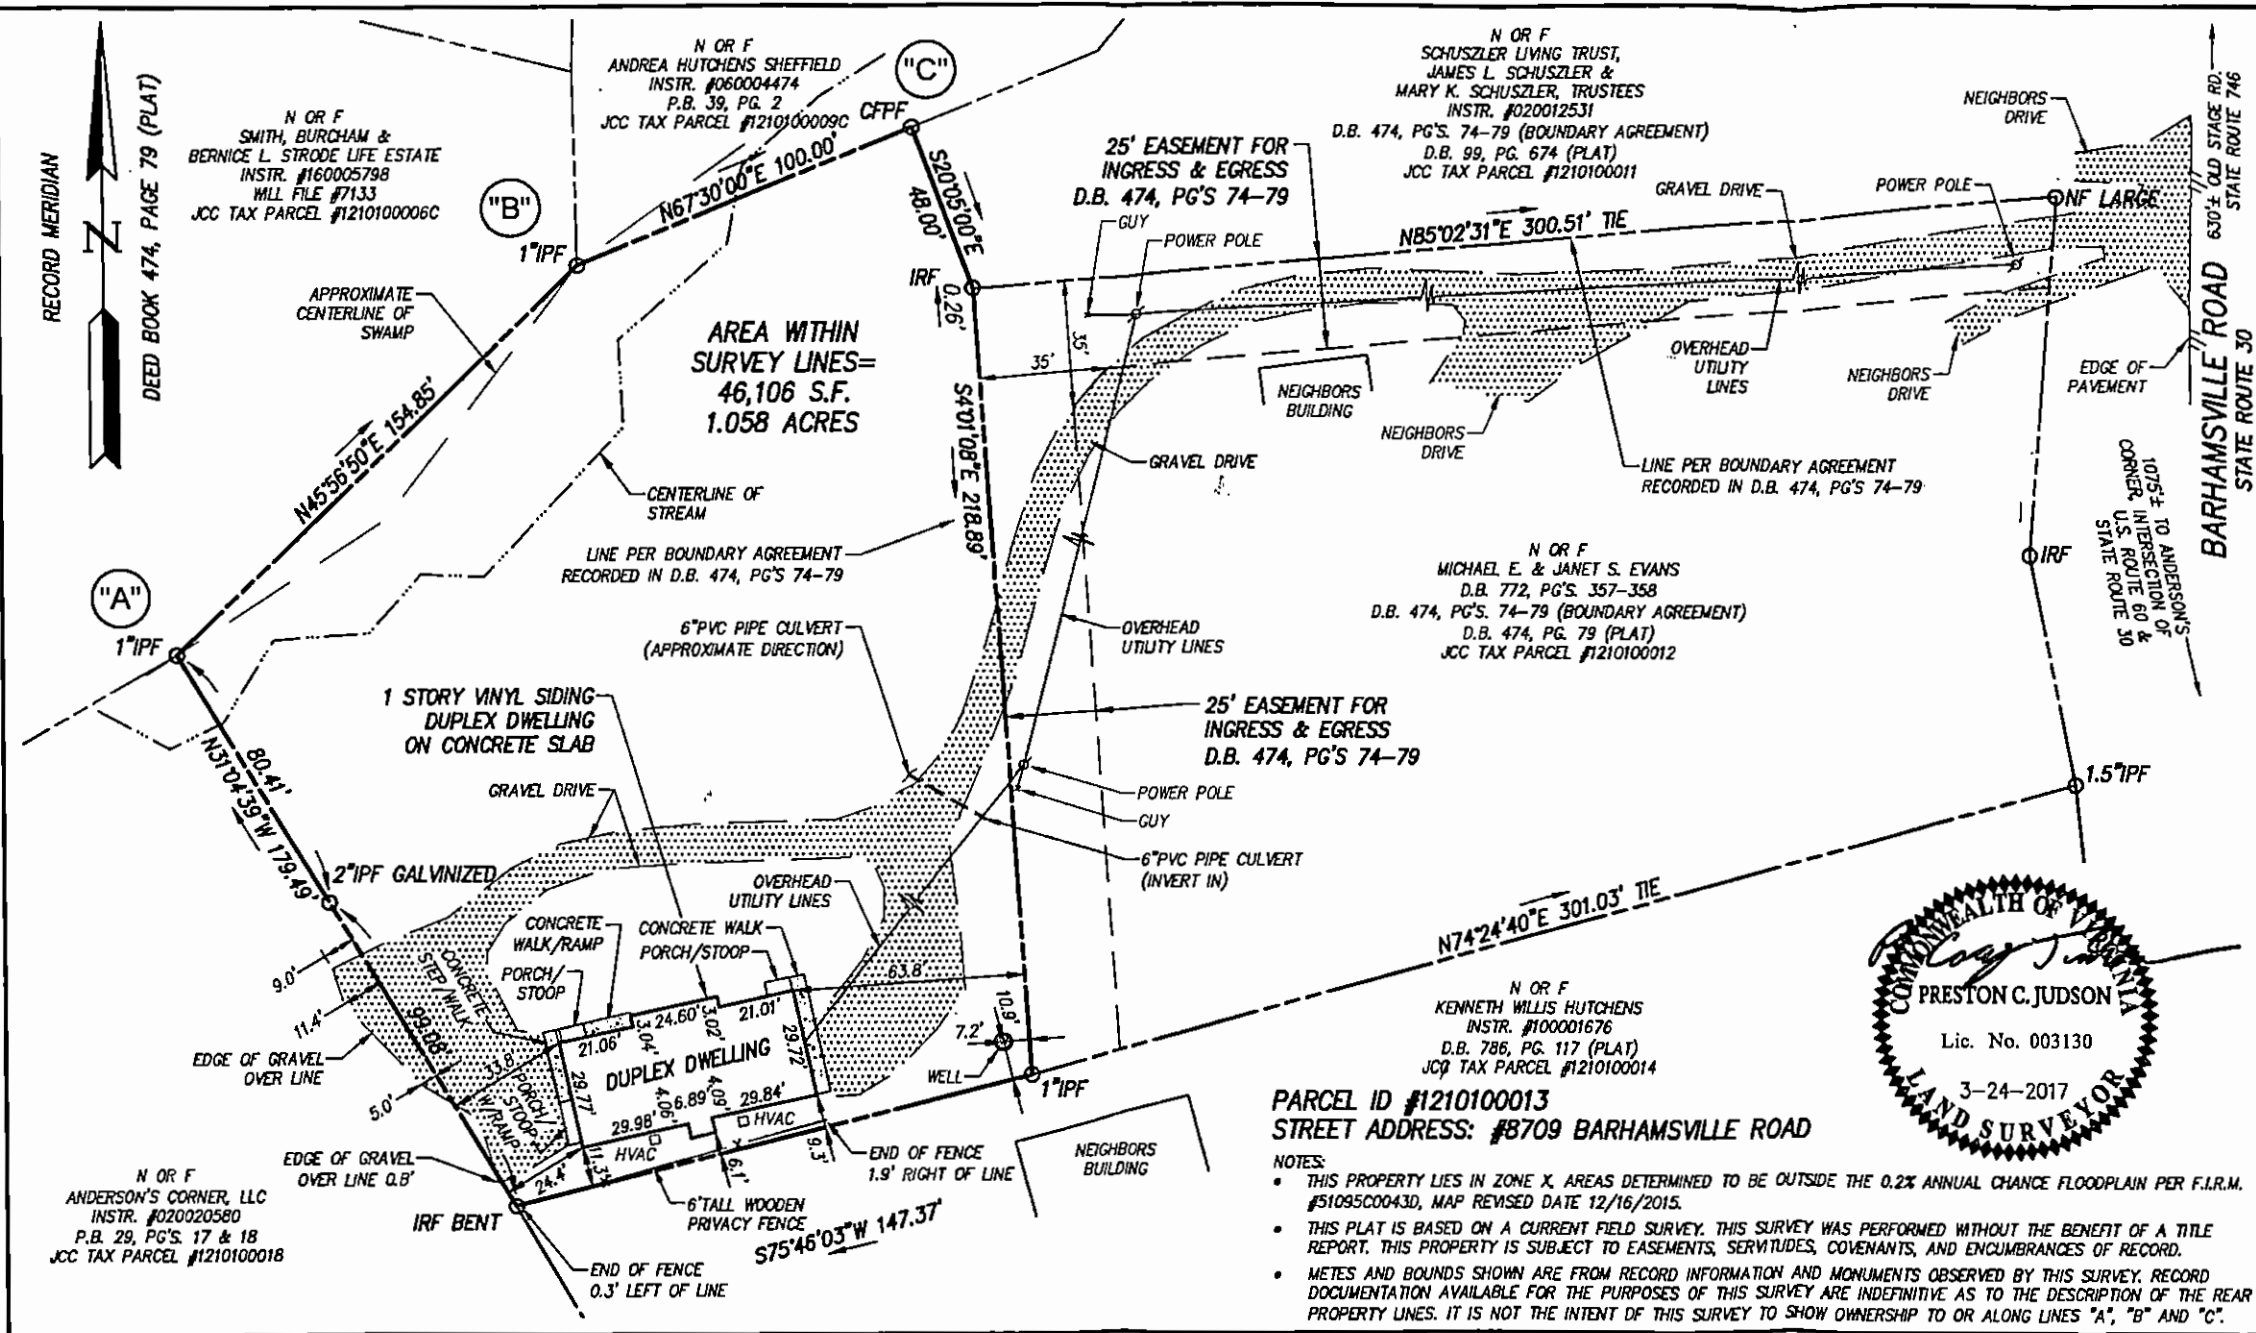 RECORD MERIDIAN
DEED BOOK 474, PAGE 79 (PLAT)
N
N OR F
SMITH, BURCHAM &
BERNICE L. STRODE LIFE ESTATE
INSTR. #160005798
WILL FILE #7133
JCC TAX PARCEL #1210100006C
N OR F
ANDREA HUTCHENS SHEFFIELD
INSTR. #060004474
P.B. 39, PG. 2
JCC TAX PARCEL #1210100009C
"C"
CFPF
"B"
1"IPF
N67°30'00"E 100.00'
S20°05'00"E
48.00'
N OR F
SCHUSZLER LIVING TRUST,
JAMES L. SCHUSZLER &
MARY K. SCHUSZLER, TRUSTEES
INSTR. #020012531
D.B. 474, PG'S. 74-79 (BOUNDARY AGREEMENT)
D.B. 99, PG. 674 (PLAT)
JCC TAX PARCEL #1210100011
25' EASEMENT FOR
INGRESS & EGRESS
D.B. 474, PG'S 74-79
GUY
POWER POLE
GRAVEL DRIVE
POWER POLE
NEIGHBORS
DRIVE
NF LARGE
630'± OLD STAGE RD.
STATE ROUTE 746
N85°02'31"E 300.51' TIE
IRF
0.26'
35'
35'
APPROXIMATE
CENTERLINE OF
SWAMP
AREA WITHIN
SURVEY LINES=
46,106 S.F.
1.058 ACRES
NEIGHBORS
BUILDING
NEIGHBORS
DRIVE
OVERHEAD
UTILITY
LINES
NEIGHBORS
DRIVE
EDGE OF
PAVEMENT
BARHAMSVILLE ROAD
STATE ROUTE 30
N45°56'50"E 154.85'
S4°01'08"E 218.89'
GRAVEL DRIVE
LINE PER BOUNDARY AGREEMENT
RECORDED IN D.B. 474, PG'S 74-79
CENTERLINE OF
STREAM
LINE PER BOUNDARY AGREEMENT
RECORDED IN D.B. 474, PG'S 74-79
1075'± TO ANDERSON'S
CORNER, INTERSECTION OF
U.S. ROUTE 60 &
STATE ROUTE 30
N OR F
MICHAEL E. & JANET S. EVANS
D.B. 772, PG'S. 357-358
D.B. 474, PG'S. 74-79 (BOUNDARY AGREEMENT)
D.B. 474, PG. 79 (PLAT)
JCC TAX PARCEL #1210100012
IRF
"A"
1"IPF
6"PVC PIPE CULVERT
(APPROXIMATE DIRECTION)
OVERHEAD
UTILITY LINES
1 STORY VINYL SIDING
DUPLEX DWELLING
ON CONCRETE SLAB
25' EASEMENT FOR
INGRESS & EGRESS
D.B. 474, PG'S 74-79
80.41'
N31°04'39"W 179.49'
GRAVEL DRIVE
POWER POLE
GUY
1.5"IPF
6"PVC PIPE CULVERT
(INVERT IN)
2"IPF GALVINIZED
OVERHEAD
UTILITY LINES
CONCRETE
WALK/RAMP
CONCRETE WALK
PORCH/STOOP
PORCH/
STOOP
CONCRETE
STEP/WALK
N74°24'40"E 301.03' TIE
9.0'
11.4'
99.08'
63.8'
10.9'
7.2'
24.60'
3.02'
21.01'
3.04'
21.06'
29.72'
DUPLEX DWELLING
EDGE OF GRAVEL
OVER LINE
33.8'
PORCH/
STOOP
W/RAMP
29.77'
4.06'
6.89'
4.09'
29.84'
29.98'
HVAC
HVAC
WELL
1"IPF
5.0'
N OR F
KENNETH WILLIS HUTCHENS
INSTR. #100001676
D.B. 786, PG. 117 (PLAT)
JCC TAX PARCEL #1210100014
COMMONWEALTH OF VIRGINIA
PRESTON C. JUDSON
Lic. No. 003130
3-24-2017
LAND SURVEYOR
PARCEL ID #1210100013
STREET ADDRESS: #8709 BARHAMSVILLE ROAD
EDGE OF GRAVEL
OVER LINE 0.8'
24.4'
11.3'
6.1'
9.3'
END OF FENCE
1.9' RIGHT OF LINE
NEIGHBORS
BUILDING
N OR F
ANDERSON'S CORNER, LLC
INSTR. #020020580
P.B. 29, PG'S. 17 & 18
JCC TAX PARCEL #1210100018
IRF BENT
6'TALL WOODEN
PRIVACY FENCE
S75°46'03"W 147.37'
END OF FENCE
0.3' LEFT OF LINE
NOTES:
• THIS PROPERTY LIES IN ZONE X, AREAS DETERMINED TO BE OUTSIDE THE 0.2% ANNUAL CHANCE FLOODPLAIN PER F.I.R.M.
#51095C0043D, MAP REVISED DATE 12/16/2015.
• THIS PLAT IS BASED ON A CURRENT FIELD SURVEY. THIS SURVEY WAS PERFORMED WITHOUT THE BENEFIT OF A TITLE
REPORT. THIS PROPERTY IS SUBJECT TO EASEMENTS, SERVITUDES, COVENANTS, AND ENCUMBRANCES OF RECORD.
• METES AND BOUNDS SHOWN ARE FROM RECORD INFORMATION AND MONUMENTS OBSERVED BY THIS SURVEY. RECORD
DOCUMENTATION AVAILABLE FOR THE PURPOSES OF THIS SURVEY ARE INDEFINITIVE AS TO THE DESCRIPTION OF THE REAR
PROPERTY LINES. IT IS NOT THE INTENT OF THIS SURVEY TO SHOW OWNERSHIP TO OR ALONG LINES "A", "B" AND "C".